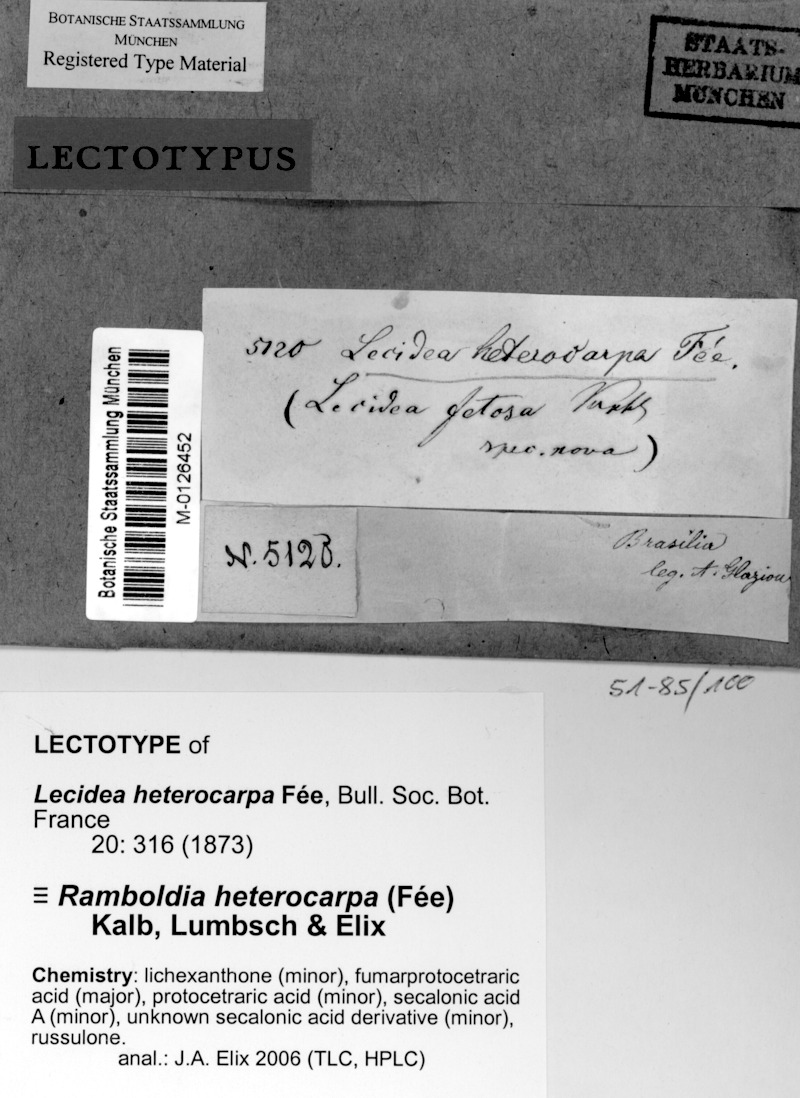 BOTANISCHE STAATSSAMMLUNG
MÜNCHEN
Registered Type Material
STAATS-
HERBARIUM
MÜNCHEN
LECTOTYPUS
5120 Lecidea heterocarpa Fée.
(Lecidea
spec. nova)
Botanische Staatssammlung München
M-0126452
N. 5120.
Brasilia
leg. A. Glaziou
51-85/100
LECTOTYPE of
Lecidea heterocarpa Fée, Bull. Soc. Bot.
France
20: 316 (1873)
≡ Ramboldia heterocarpa (Fée)
Kalb, Lumbsch & Elix
Chemistry: lichexanthone (minor), fumarprotocetraric
acid (major), protocetraric acid (minor), secalonic acid
A (minor), unknown secalonic acid derivative (minor),
russulone.
anal.: J.A. Elix 2006 (TLC, HPLC)